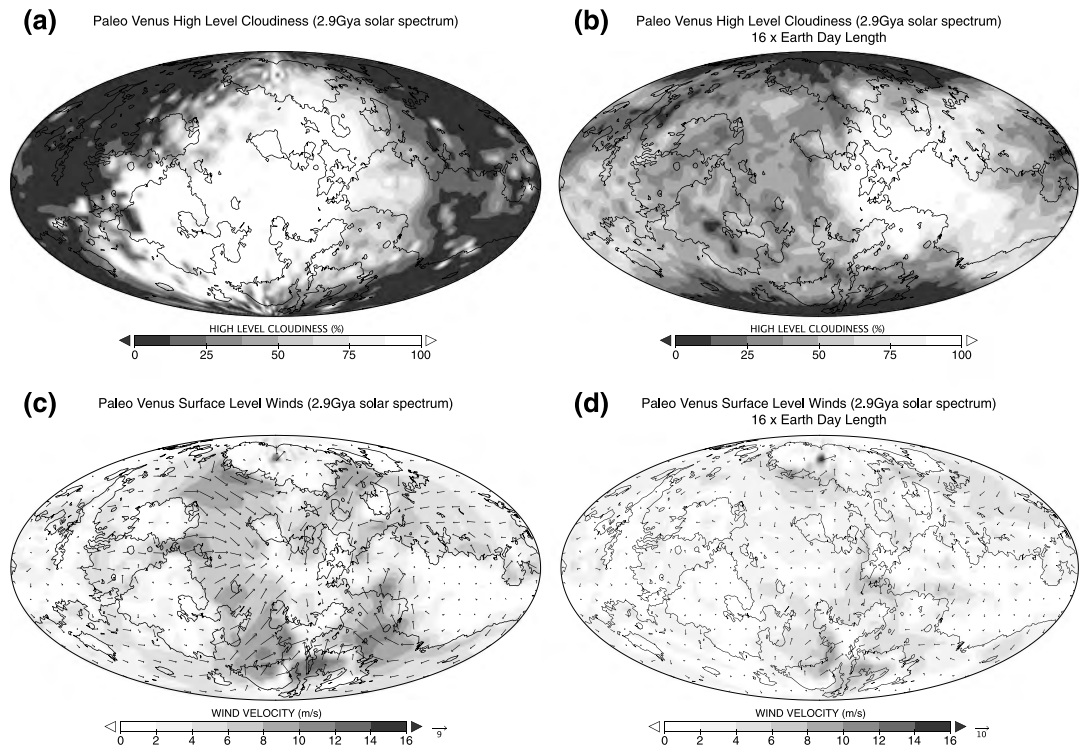 (a)
Paleo Venus High Level Cloudiness (2.9Gya solar spectrum)
HIGH LEVEL CLOUDINESS (%)
0 25 50 75 100
(b)
Paleo Venus High Level Cloudiness (2.9Gya solar spectrum)
16 x Earth Day Length
HIGH LEVEL CLOUDINESS (%)
0 25 50 75 100
(c)
Paleo Venus Surface Level Winds (2.9Gya solar spectrum)
WIND VELOCITY (m/s)
0 2 4 6 8 10 12 14 16
9
(d)
Paleo Venus Surface Level Winds (2.9Gya solar spectrum)
16 x Earth Day Length
WIND VELOCITY (m/s)
0 2 4 6 8 10 12 14 16
10